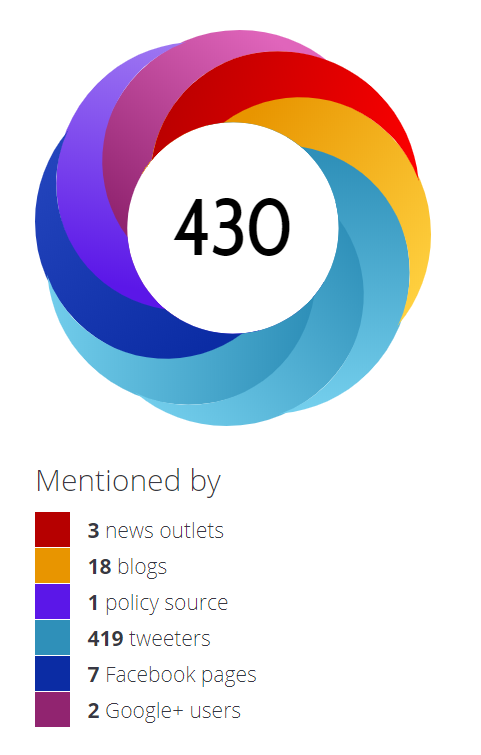 430
Mentioned by
3 news outlets
18 blogs
1 policy source
419 tweeters
7 Facebook pages
2 Google+ users